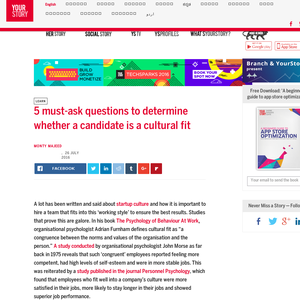 YOUR
STORY
HER STORY
SOCIAL STORY
YS TV
YS PROFILES
WHAT'S YOUR STORY?
BUILD
GROW
MONETIZE
TECHSPARKS 2016
BOOK YOUR
SPOT NOW
Branch & YourStory
present
Free Download: 'A beginner's
guide to app store optimization'
APP STORE
OPTIMIZATION
LEARN
5 must-ask questions to determine
whether a candidate is a cultural fit
MONTY MAJEED
26 JULY
2016
FACEBOOK
Never Miss a Story — Follow
A lot has been written and said about startup culture and how it is important to
hire a team that fits into this 'working style' to ensure the best results. Studies
that prove this are galore. In his book The Psychology of Behaviour At Work,
organisational psychologist Adrian Furnham defines cultural fit as "a
congruence between the norms and values of the organisation and the
person." A study conducted by organisational psychologist John Morse as far
back in 1975 reveals that such 'congruent' employees reported feeling more
competent, had high levels of self-esteem and were in more stable jobs. This
was reiterated by a study published in the journal Personnel Psychology, which
found that employees who fit well into a company's culture were more
satisfied in their jobs, more likely to stay longer in their jobs and showed
superior job performance.